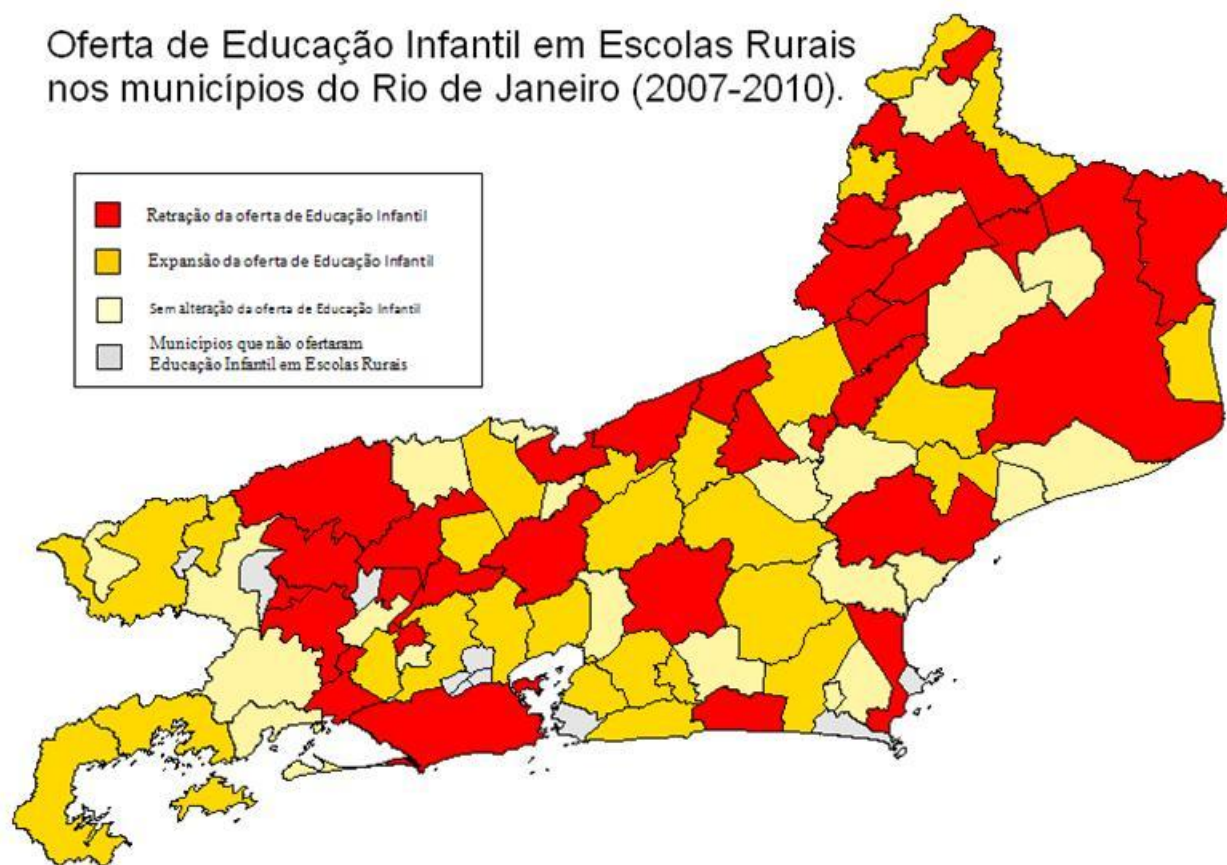 Oferta de Educação Infantil em Escolas Rurais
nos municípios do Rio de Janeiro (2007-2010).
Retração da oferta de Educação Infantil
Expansão da oferta de Educação Infantil
Sem alteração da oferta de Educação Infantil
Municípios que não ofertaram
Educação Infantil em Escolas Rurais